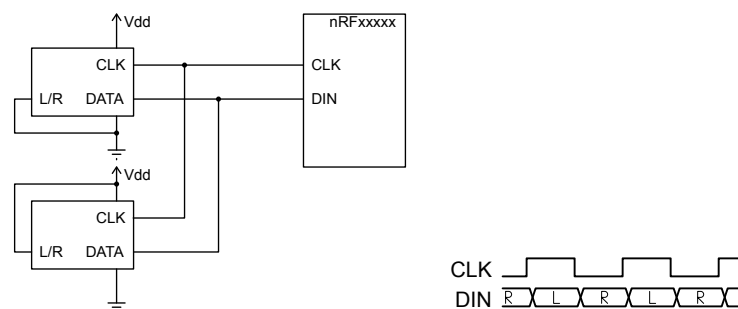 Vdd
nRFxxxxx
CLK
CLK
L/R
DATA
DIN
Vdd
CLK
L/R
DATA
CLK
DIN R L R L R